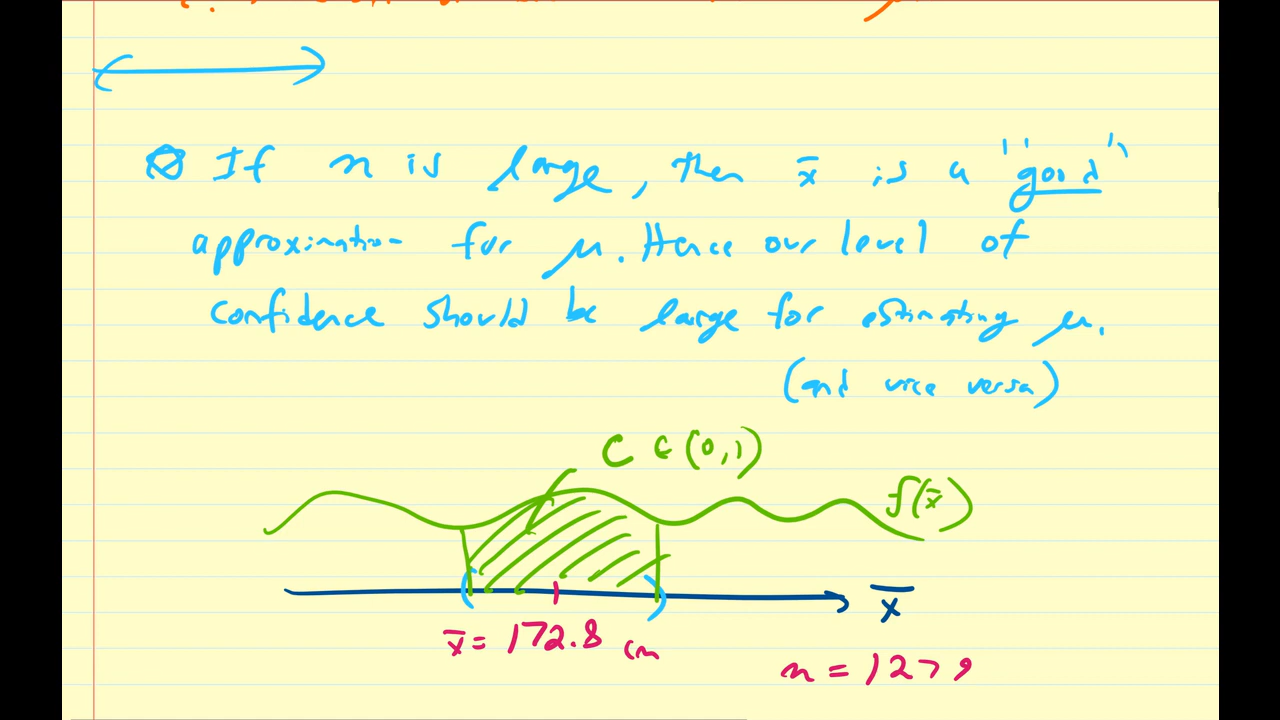 If n is large, then x̄ is a "good"
approximation for μ. Hence our level of
confidence should be large for estimating μ.
(and vice versa)
C ∈ (0,1)
f(x̄)
x̄
x̄ = 172.8 cm
n = 1279